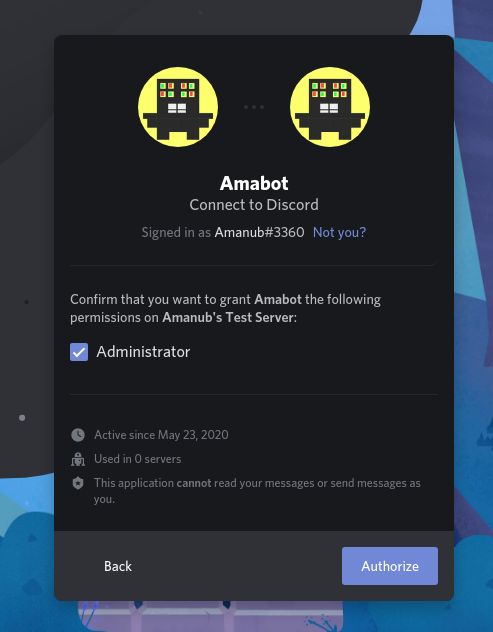 Amabot
Connect to Discord
Signed in as Amanub#3360 Not you?
Confirm that you want to grant Amabot the following
permissions on Amanub's Test Server:
Administrator
Active since May 23, 2020
Used in 0 servers
This application cannot read your messages or send messages as
you.
Back
Authorize